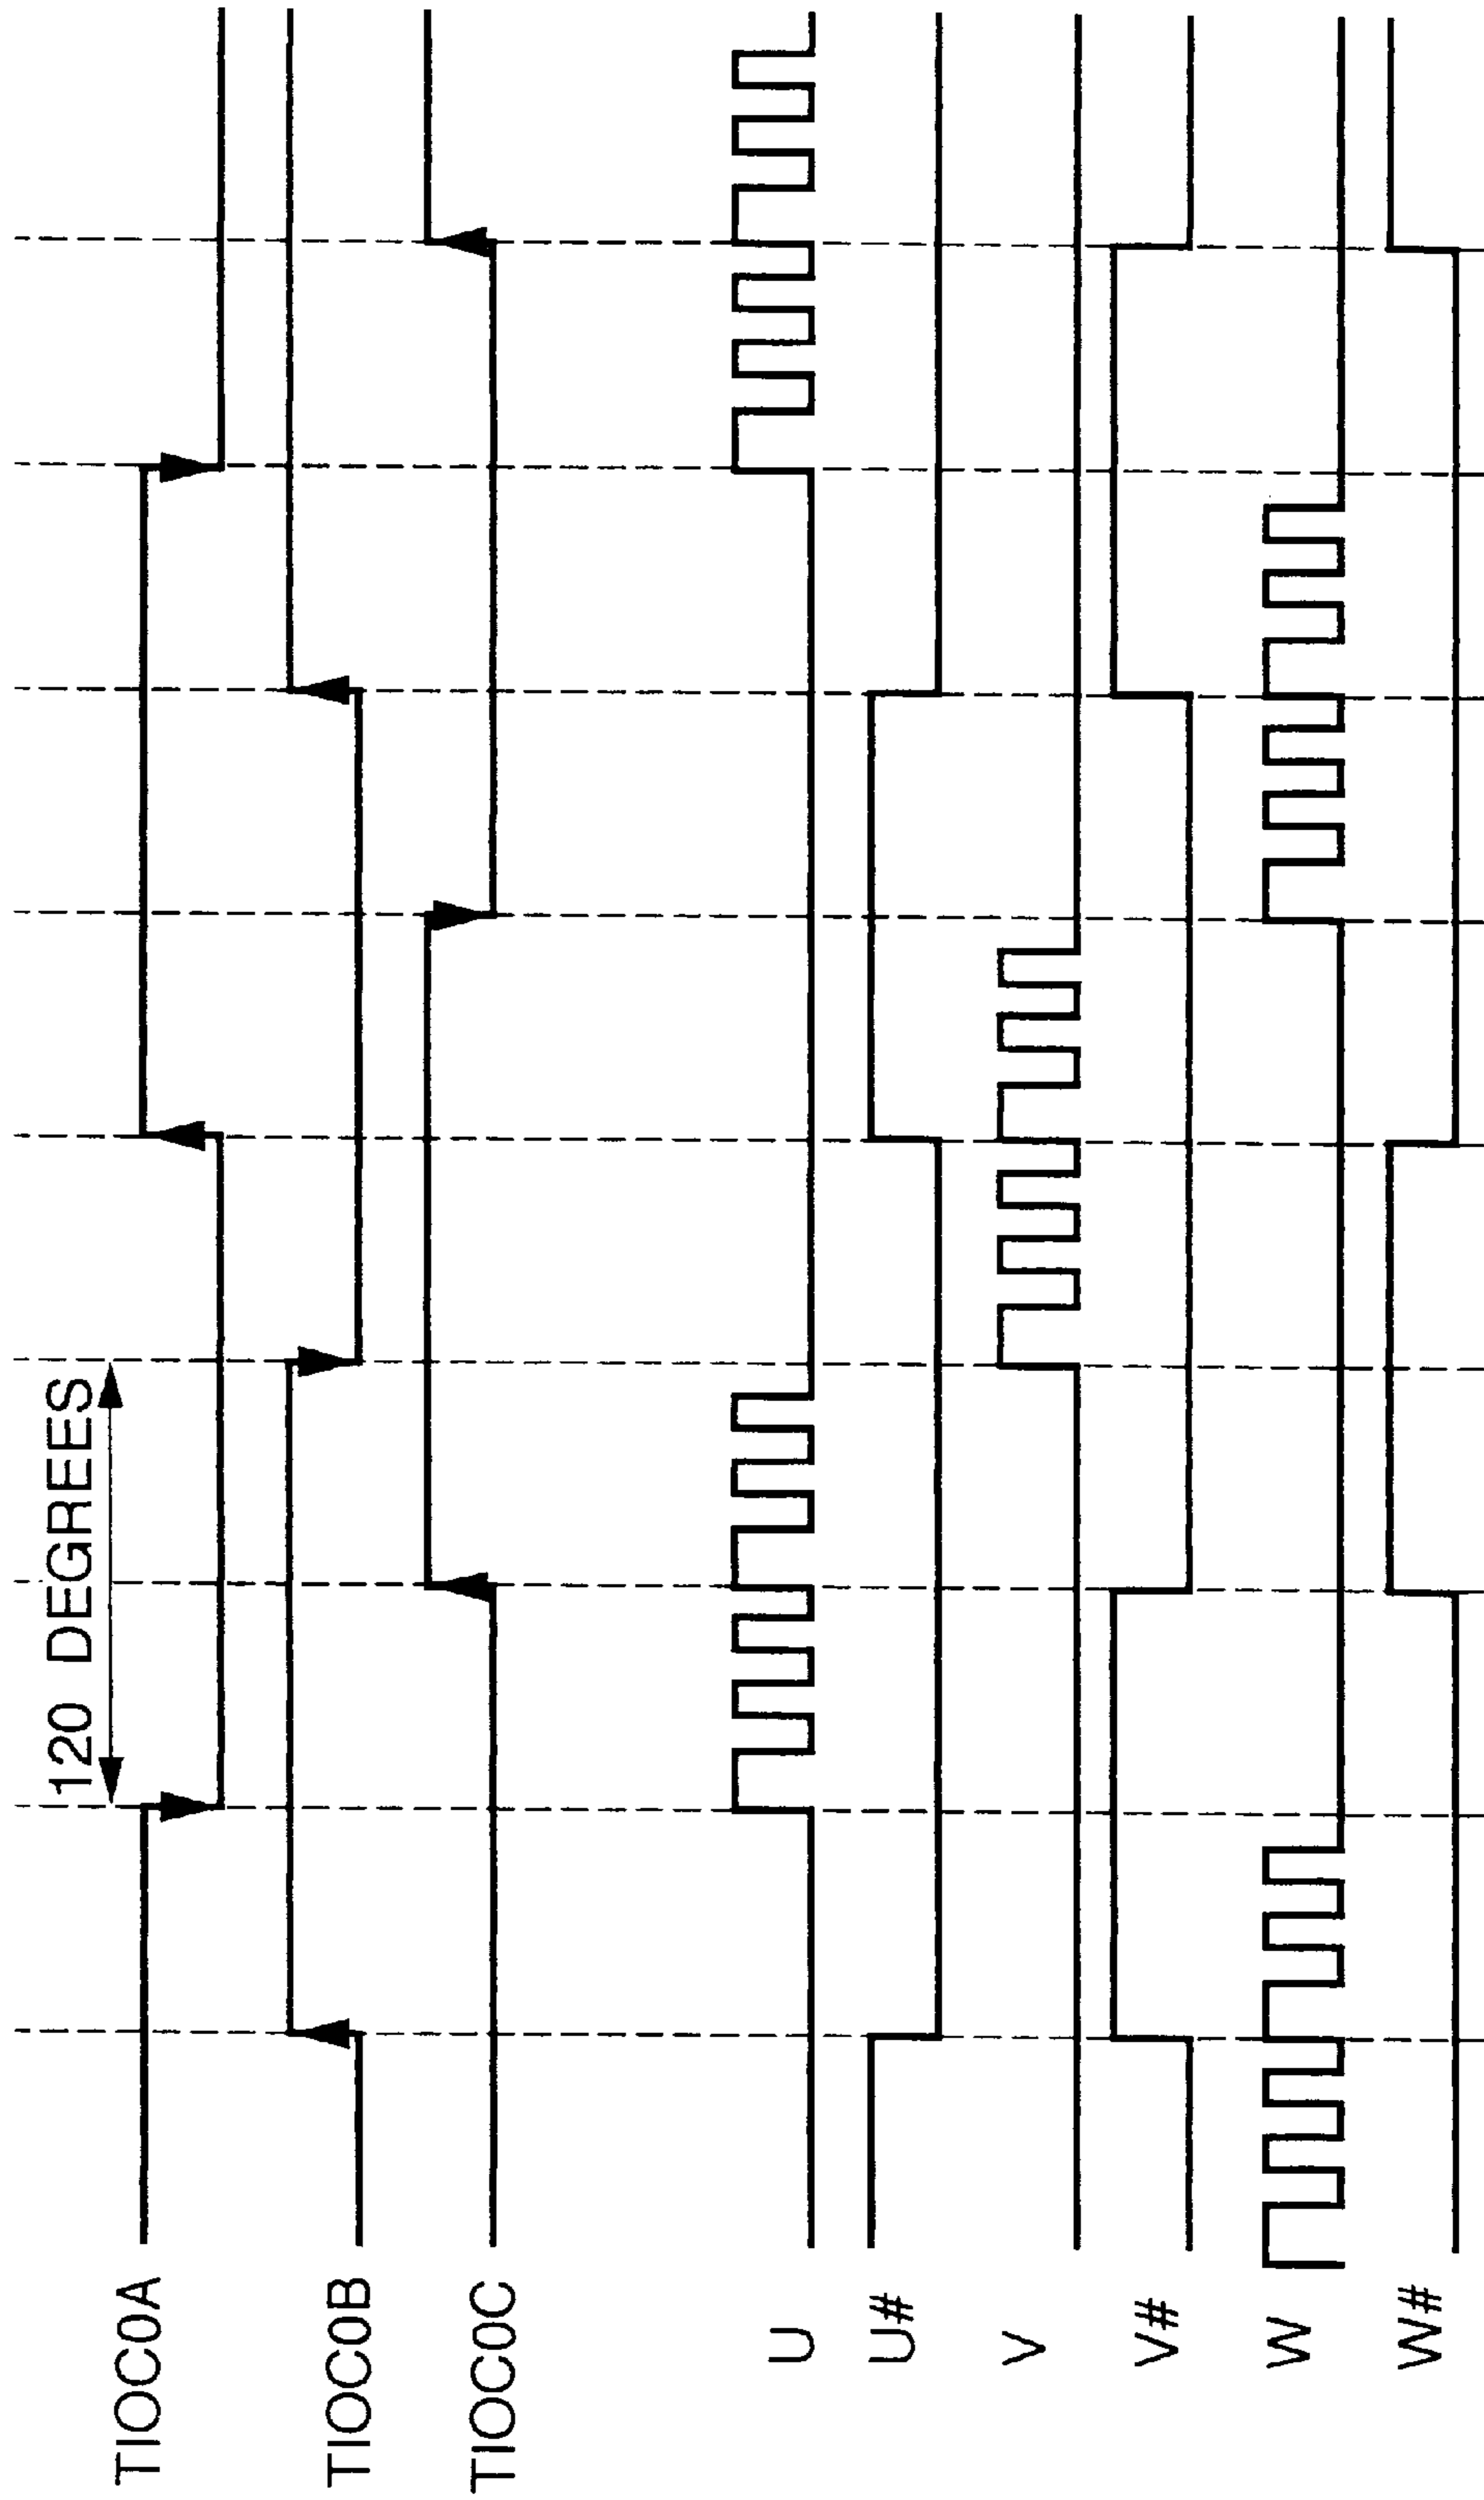 120 DEGREES
TIOC0A
TIOC0B
TIOC0C
U
U#
V
V#
W
W#